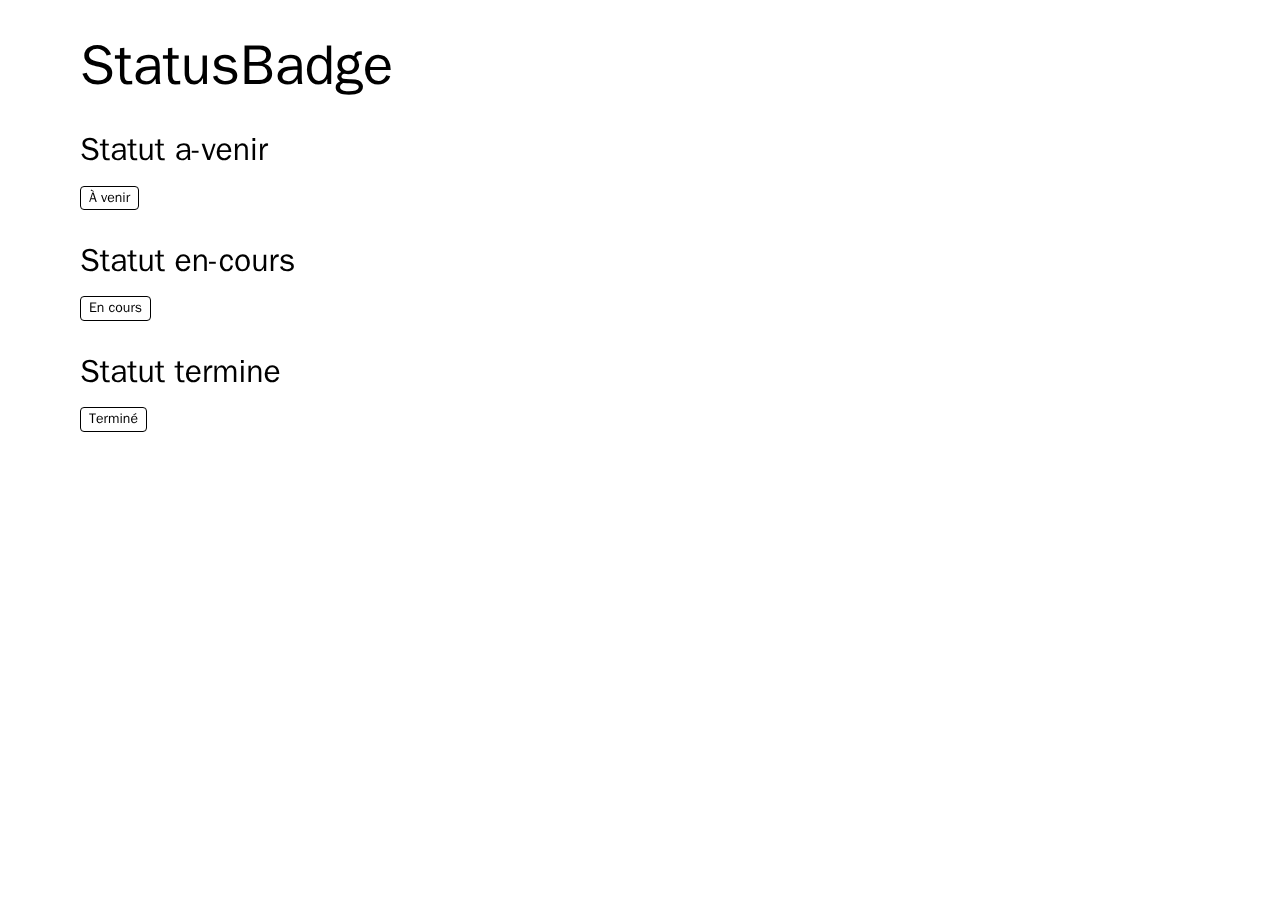 StatusBadge
Statut a-venir
À venir
Statut en-cours
En cours
Statut termine
Terminé